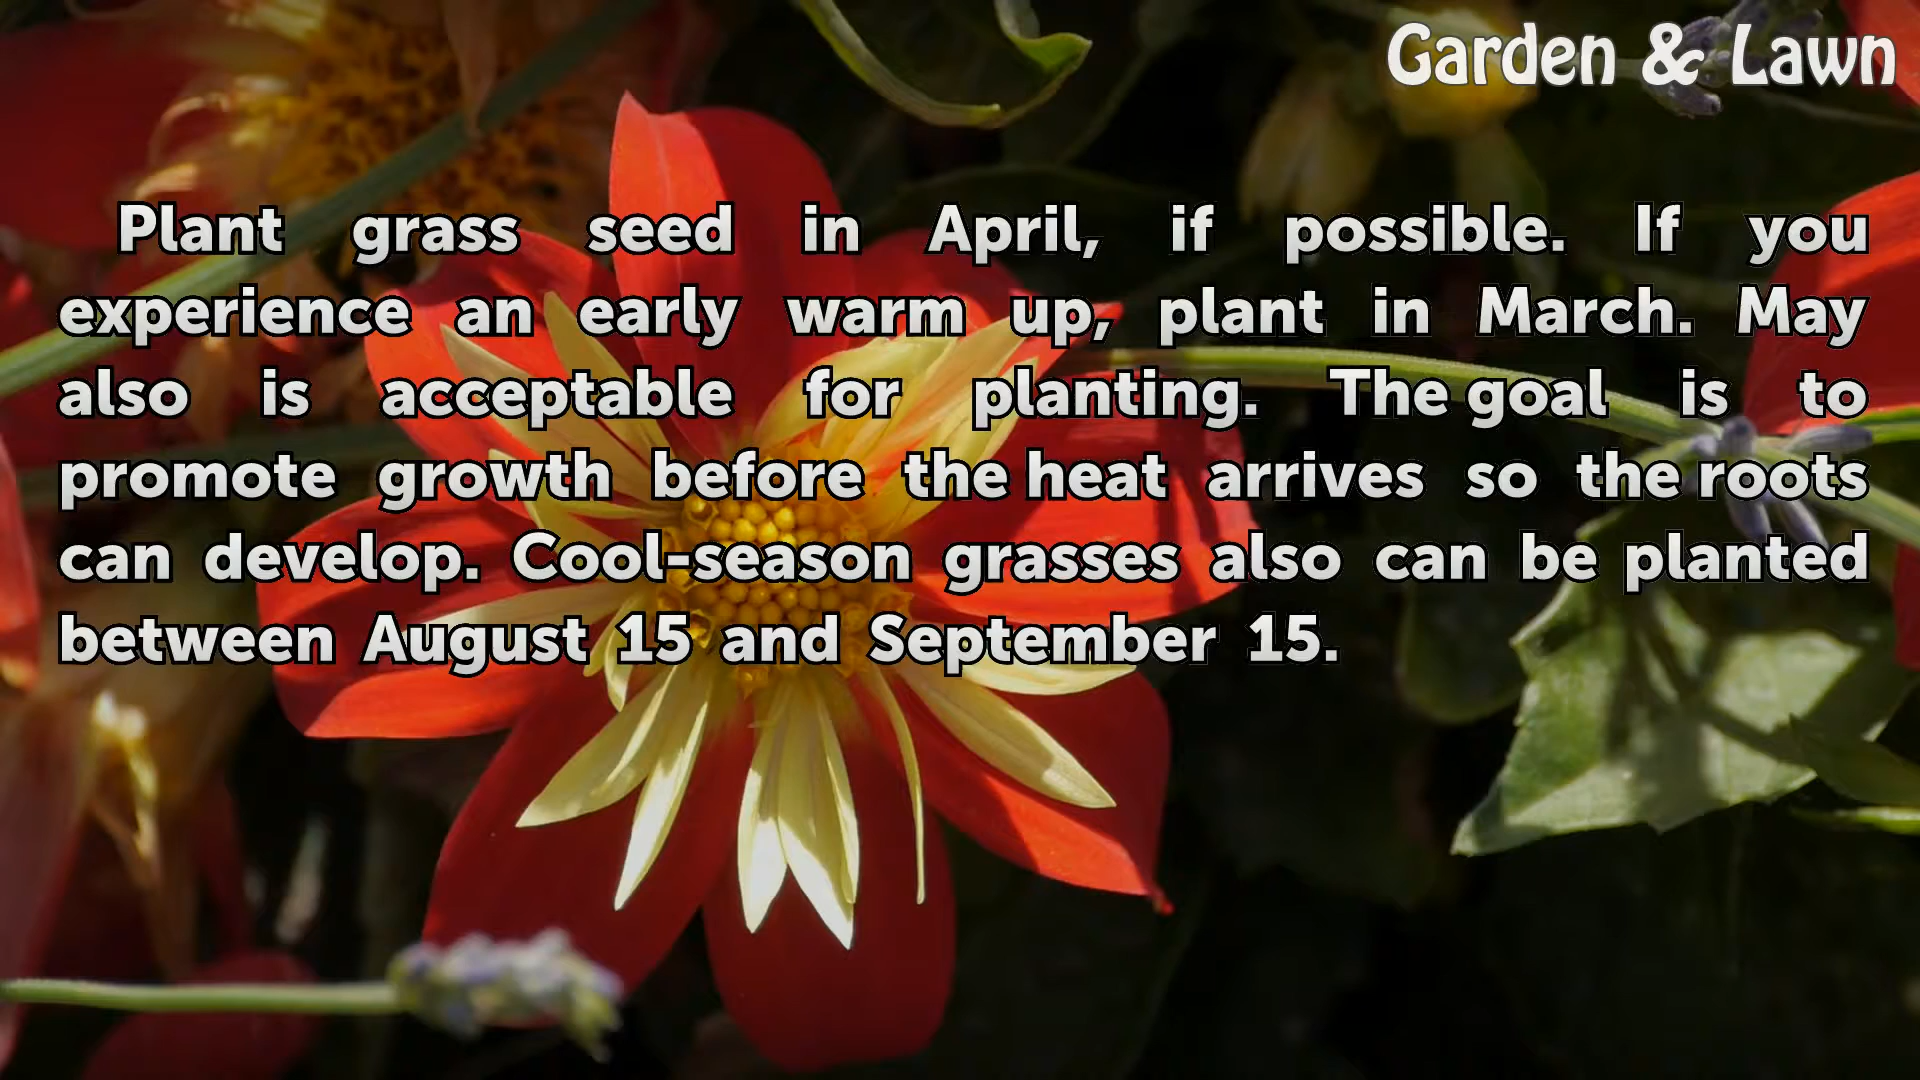 Garden & Lawn
Plant grass seed in April, if possible. If you
experience an early warm up, plant in March. May
also is acceptable for planting. The goal is to
promote growth before the heat arrives so the roots
can develop. Cool-season grasses also can be planted
between August 15 and September 15.